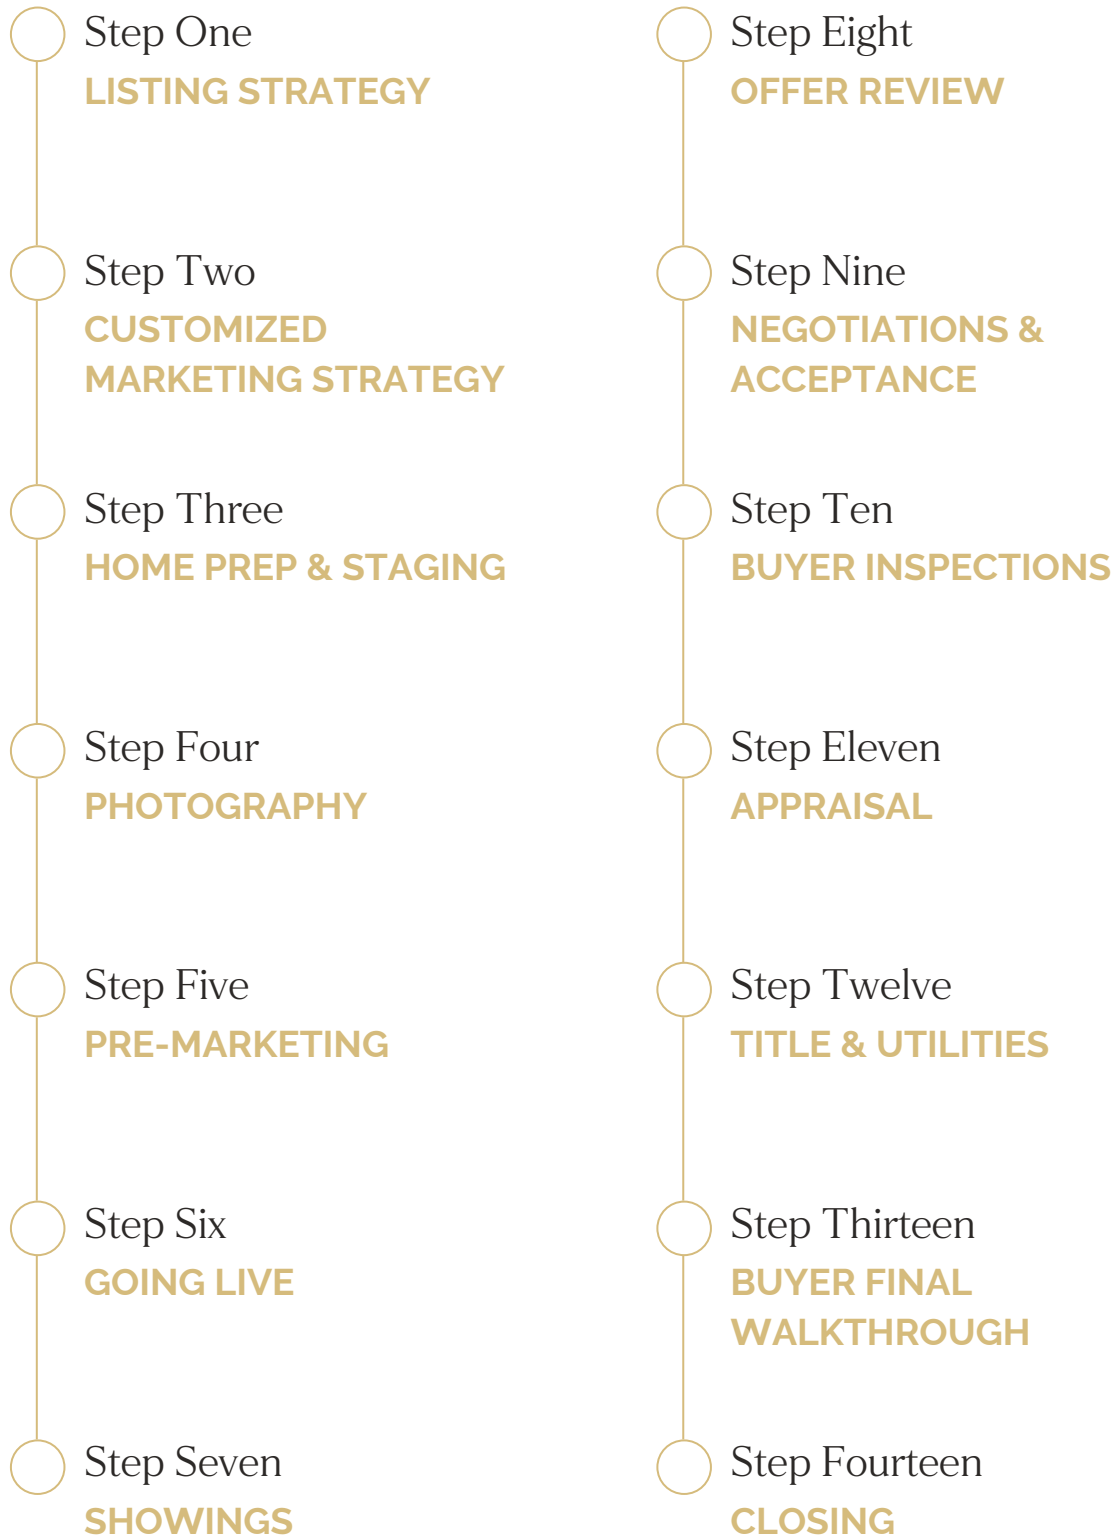 Step One
LISTING STRATEGY
Step Two
CUSTOMIZED
MARKETING STRATEGY
Step Three
HOME PREP & STAGING
Step Four
PHOTOGRAPHY
Step Five
PRE-MARKETING
Step Six
GOING LIVE
Step Seven
SHOWINGS
Step Eight
OFFER REVIEW
Step Nine
NEGOTIATIONS &
ACCEPTANCE
Step Ten
BUYER INSPECTIONS
Step Eleven
APPRAISAL
Step Twelve
TITLE & UTILITIES
Step Thirteen
BUYER FINAL
WALKTHROUGH
Step Fourteen
CLOSING